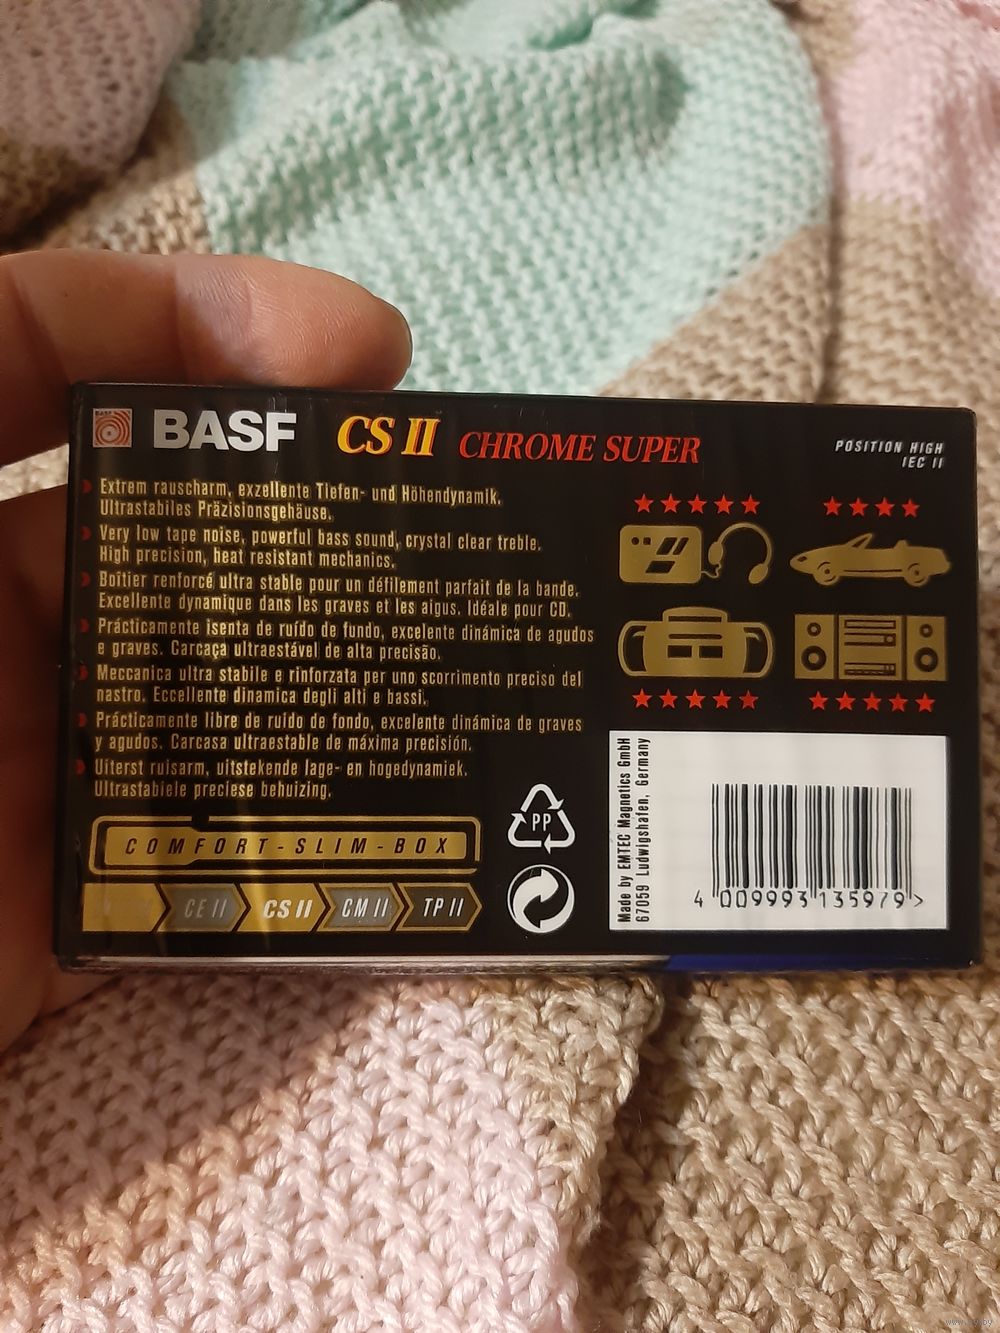 BASF CS II CHROME SUPER
POSITION HIGH
IEC II
Extrem rauscharm, exzellente Tiefen- und Höhendynamik.
Ultrastabiles Präzisionsgehäuse.
Very low tape noise, powerful bass sound, crystal clear treble.
High precision, heat resistant mechanics.
Boîtier renforcé ultra stable pour un défilement parfait de la bande.
Excellente dynamique dans les graves et les aigus. Idéale pour CD.
Prácticamente isenta de ruído de fundo, excelente dinámica de agudos
e graves. Carcaça ultraestável de alta precisão.
Meccanica ultra stabile e rinforzata per uno scorrimento preciso del
nastro. Eccellente dinamica degli alti e bassi.
Prácticamente libre de ruído de fondo, excelente dinámica de graves
y agudos. Carcasa ultraestable de máxima precisión.
Uiterst ruisarm, uitstekende lage- en hogedynamiek.
Ultrastabiele preciese behuizing.
COMFORT-SLIM-BOX
CE II CS II CM II TP II
PP
Made by EMTEC Magnetics GmbH
67059 Ludwigshafen, Germany
4 009993 135979 >